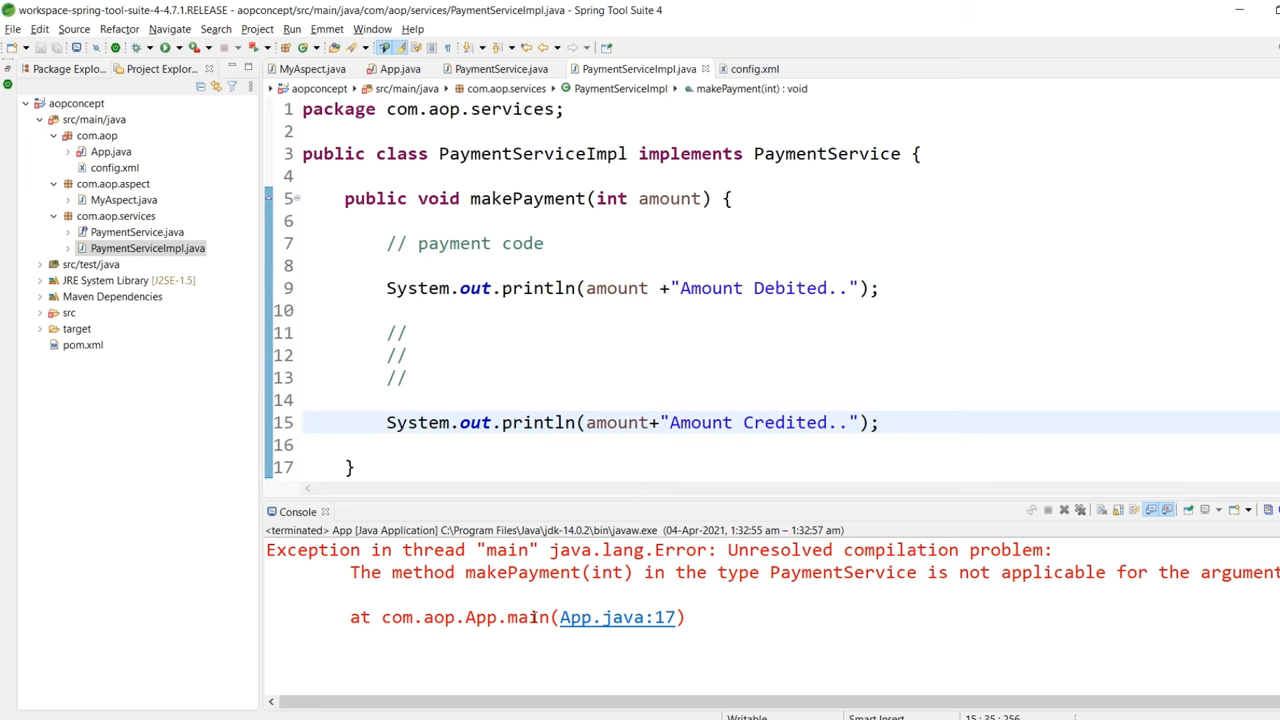 workspace-spring-tool-suite-4-4.7.1.RELEASE - aopconcept/src/main/java/com/aop/services/PaymentServiceImpl.java - Spring Tool Suite 4
File Edit Source Refactor Navigate Search Project Run Emmet Window Help
Package Explo... Project Explor... MyAspect.java App.java PaymentService.java PaymentServiceImpl.java config.xml
aopconcept src/main/java com.aop.services PaymentServiceImpl makePayment(int) : void
aopconcept
src/main/java
com.aop
App.java
config.xml
com.aop.aspect
MyAspect.java
com.aop.services
PaymentService.java
PaymentServiceImpl.java
src/test/java
JRE System Library [J2SE-1.5]
Maven Dependencies
src
target
pom.xml
1 package com.aop.services;
2
3 public class PaymentServiceImpl implements PaymentService {
4
5 public void makePayment(int amount) {
6
7 // payment code
8
9 System.out.println(amount +"Amount Debited..");
10
11 //
12 //
13 //
14
15 System.out.println(amount+"Amount Credited..");
16
17 }
Console
<terminated> App [Java Application] C:\Program Files\Java\jdk-14.0.2\bin\javaw.exe (04-Apr-2021, 1:32:55 am – 1:32:57 am)
Exception in thread "main" java.lang.Error: Unresolved compilation problem:
The method makePayment(int) in the type PaymentService is not applicable for the argument
at com.aop.App.main(App.java:17)
Writable Smart Insert 15 : 35 : 256